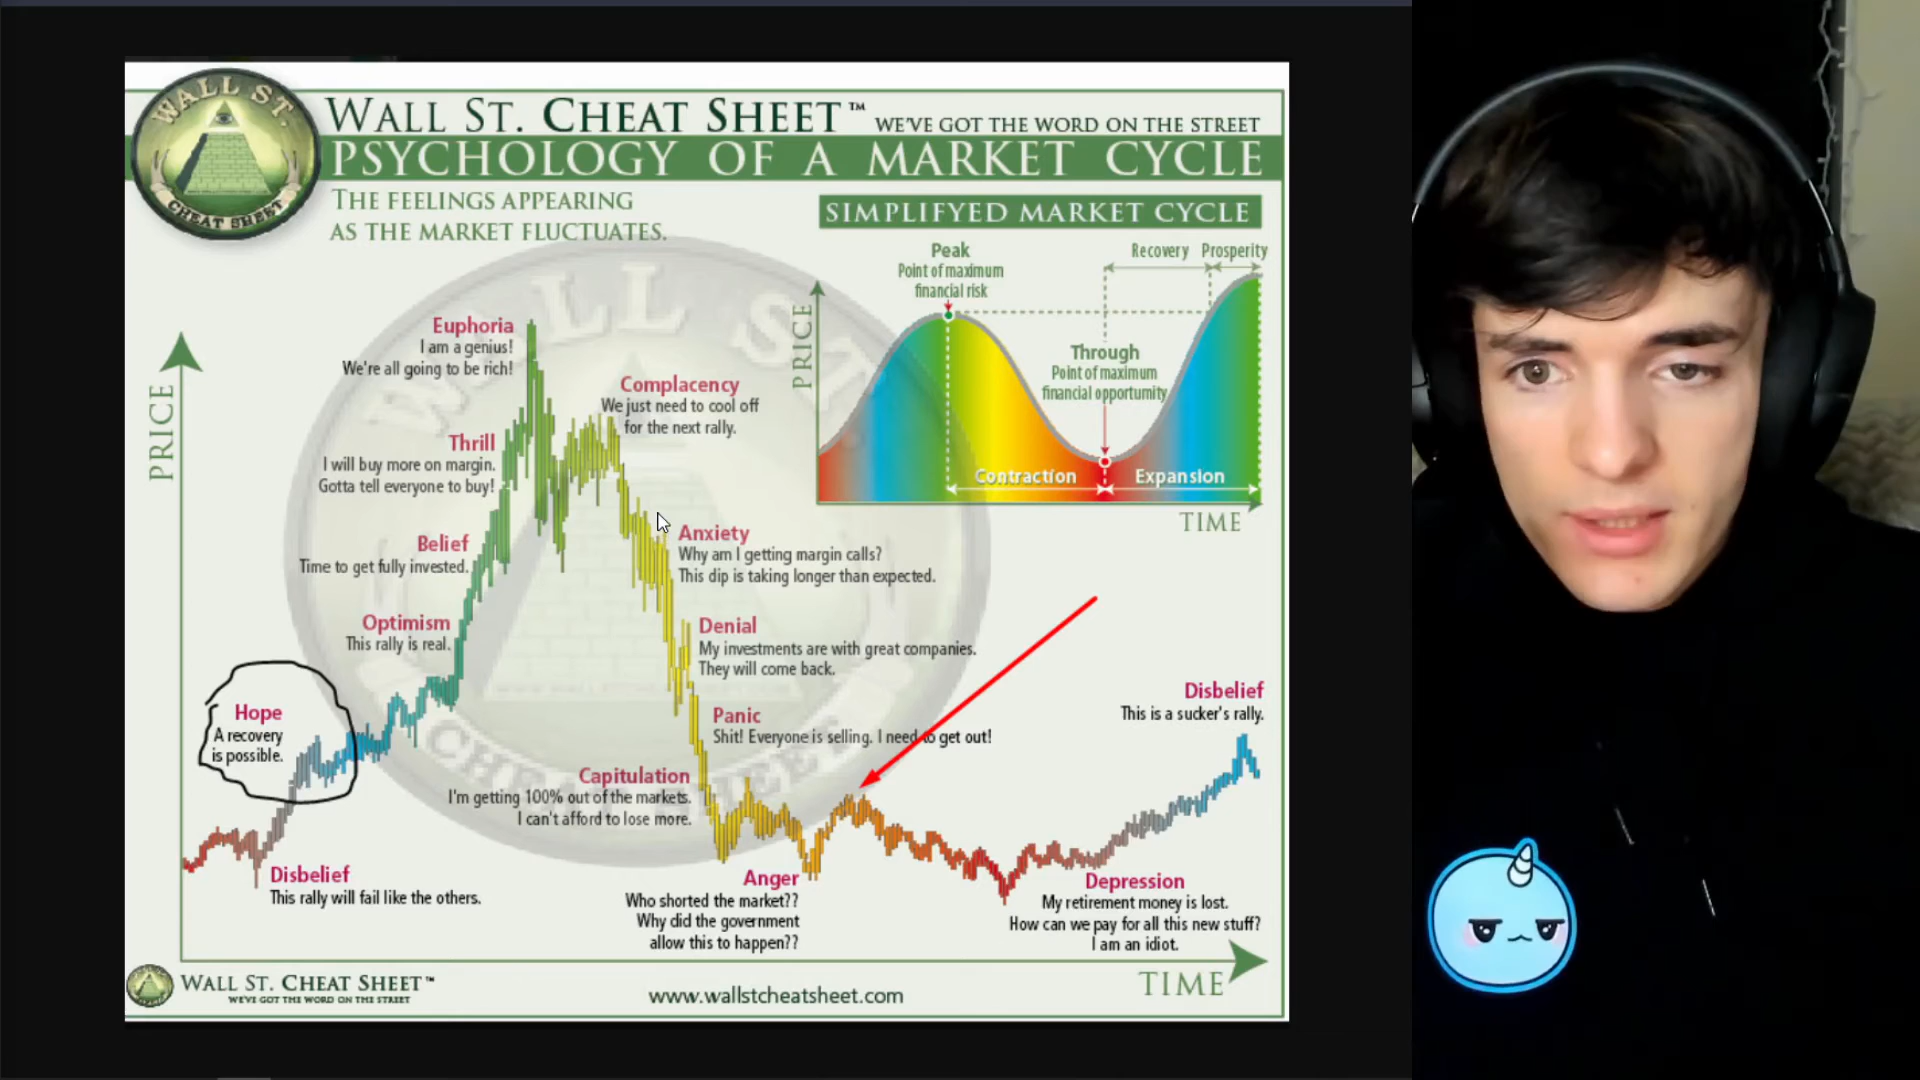 WALL ST.
CHEAT SHEET
WALL ST. CHEAT SHEET™
WE'VE GOT THE WORD ON THE STREET
PSYCHOLOGY OF A MARKET CYCLE
THE FEELINGS APPEARING
AS THE MARKET FLUCTUATES.
SIMPLIFYED MARKET CYCLE
Peak
Point of maximum
financial risk
Recovery
Prosperity
Through
Point of maximum
financial opportunity
Contraction
Expansion
PRICE
TIME
WALL ST.
CHEAT SHEET
PRICE
Euphoria
I am a genius!
We're all going to be rich!
Complacency
We just need to cool off
for the next rally.
Thrill
I will buy more on margin.
Gotta tell everyone to buy!
Anxiety
Why am I getting margin calls?
This dip is taking longer than expected.
Belief
Time to get fully invested.
Optimism
This rally is real.
Denial
My investments are with great companies.
They will come back.
Hope
A recovery
is possible.
Panic
Shit! Everyone is selling. I need to get out!
Disbelief
This is a sucker's rally.
Capitulation
I'm getting 100% out of the markets.
I can't afford to lose more.
Disbelief
This rally will fail like the others.
Anger
Who shorted the market??
Why did the government
allow this to happen??
Depression
My retirement money is lost.
How can we pay for all this new stuff?
I am an idiot.
TIME
WALL ST. CHEAT SHEET™
WE'VE GOT THE WORD ON THE STREET
www.wallstcheatsheet.com